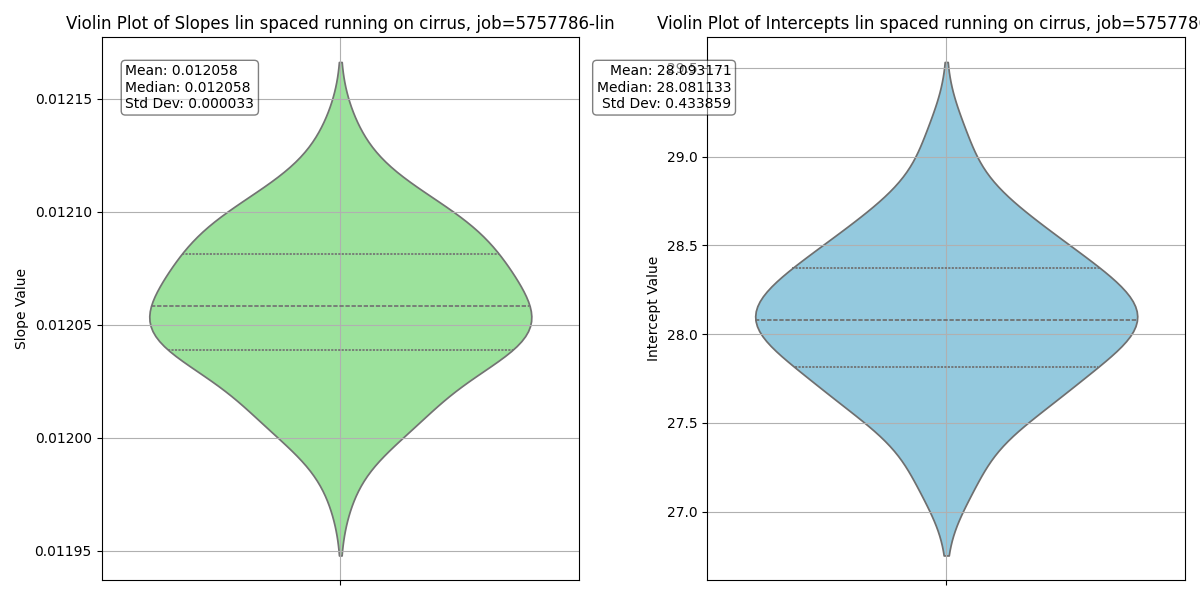 Violin Plot of Slopes lin spaced running on cirrus, job=5757786-lin
Mean: 0.012058
Median: 0.012058
Std Dev: 0.000033
Slope Value
0.01215
0.01210
0.01205
0.01200
0.01195
Violin Plot of Intercepts lin spaced running on cirrus, job=575778
Mean: 28.093171
Median: 28.081133
Std Dev: 0.433859
Intercept Value
29.5
29.0
28.5
28.0
27.5
27.0